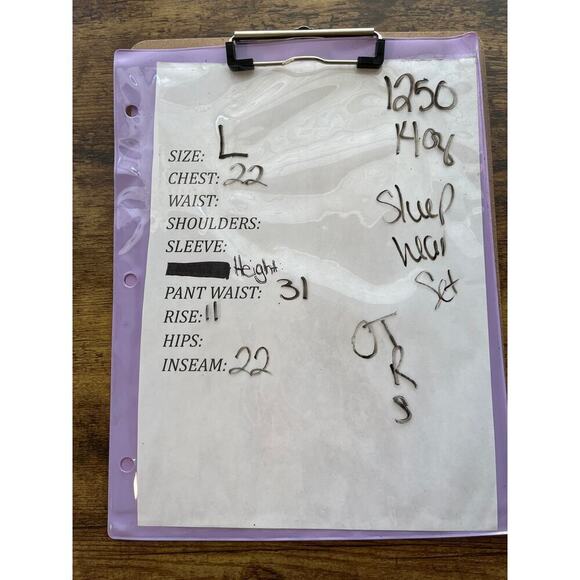 1250
14oz
SIZE: L
CHEST: 22
WAIST:
SHOULDERS:
SLEEVE:
Height:
PANT WAIST: 31
RISE: 11
HIPS:
INSEAM: 22
Sleep
Wear
Set
OT
R
S